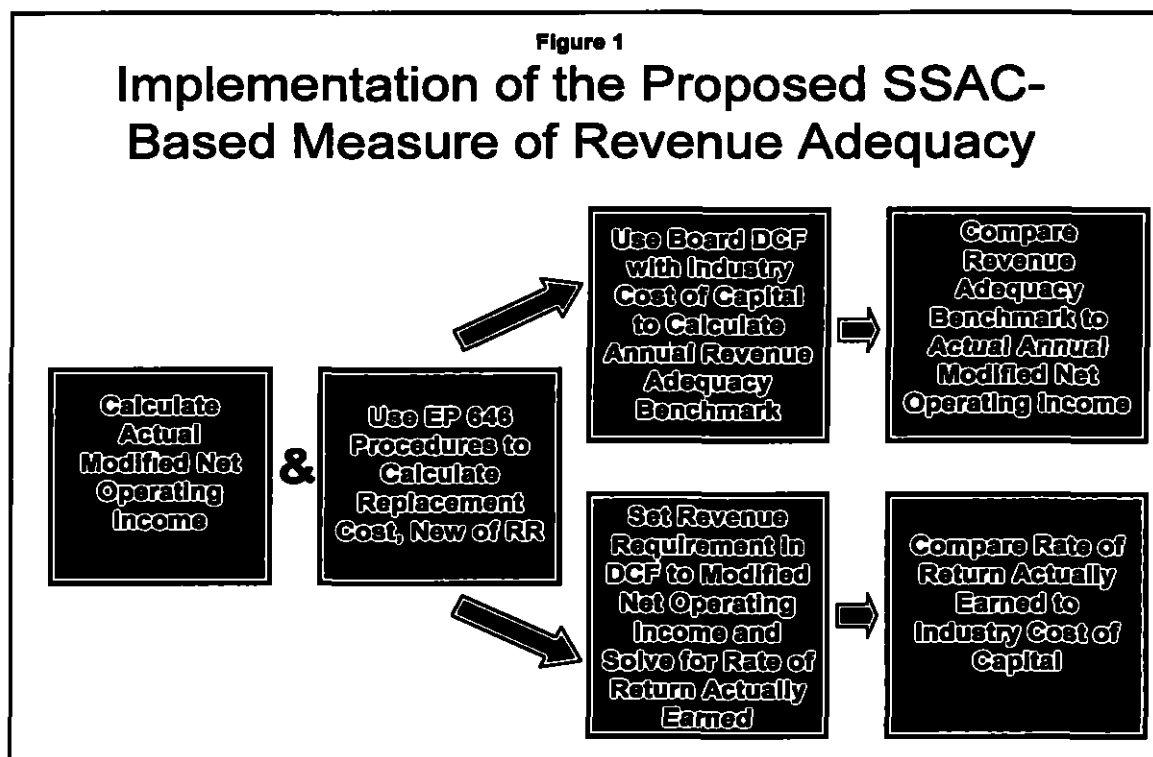 Figure 1
Implementation of the Proposed SSAC-
Based Measure of Revenue Adequacy
Calculate
Actual
Modified Net
Operating
Income
&
Use EP 646
Procedures to
Calculate
Replacement
Cost, New of RR
Use Board DCF
with Industry
Cost of Capital
to Calculate
Annual Revenue
Adequacy
Benchmark
Compare
Revenue
Adequacy
Benchmark to
Actual Annual
Modified Net
Operating Income
Set Revenue
Requirement in
DCF to Modified
Net Operating
Income and
Solve for Rate of
Return Actually
Earned
Compare Rate of
Return Actually
Earned to
Industry Cost of
Capital